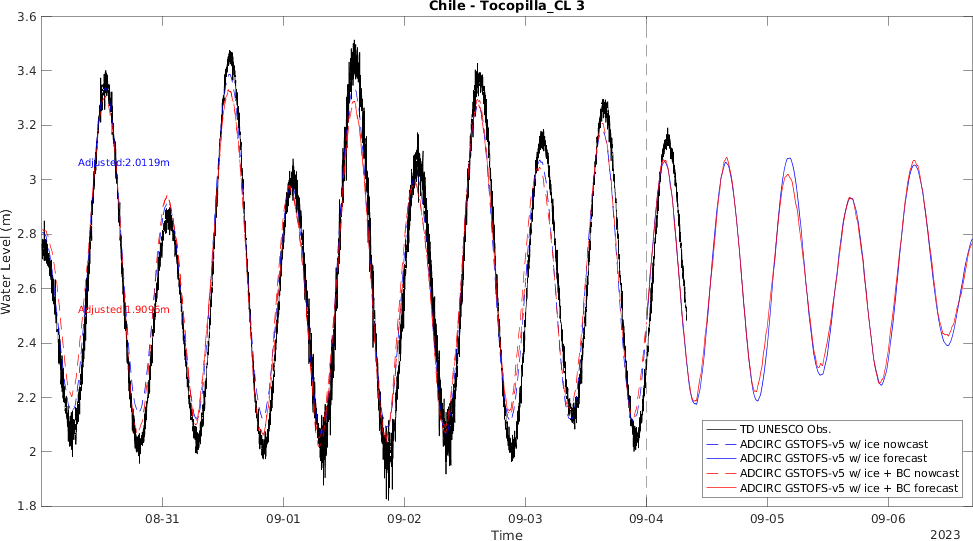 Chile - Tocopilla_CL 3
3.6
3.4
3.2
3
2.8
2.6
2.4
2.2
2
1.8
Water Level (m)
Adjusted:2.0119m
Adjusted:1.9096m
TD UNESCO Obs.
ADCIRC GSTOFS-v5 w/ ice nowcast
ADCIRC GSTOFS-v5 w/ ice forecast
ADCIRC GSTOFS-v5 w/ ice + BC nowcast
ADCIRC GSTOFS-v5 w/ ice + BC forecast
08-31
09-01
09-02
09-03
09-04
09-05
09-06
Time
2023